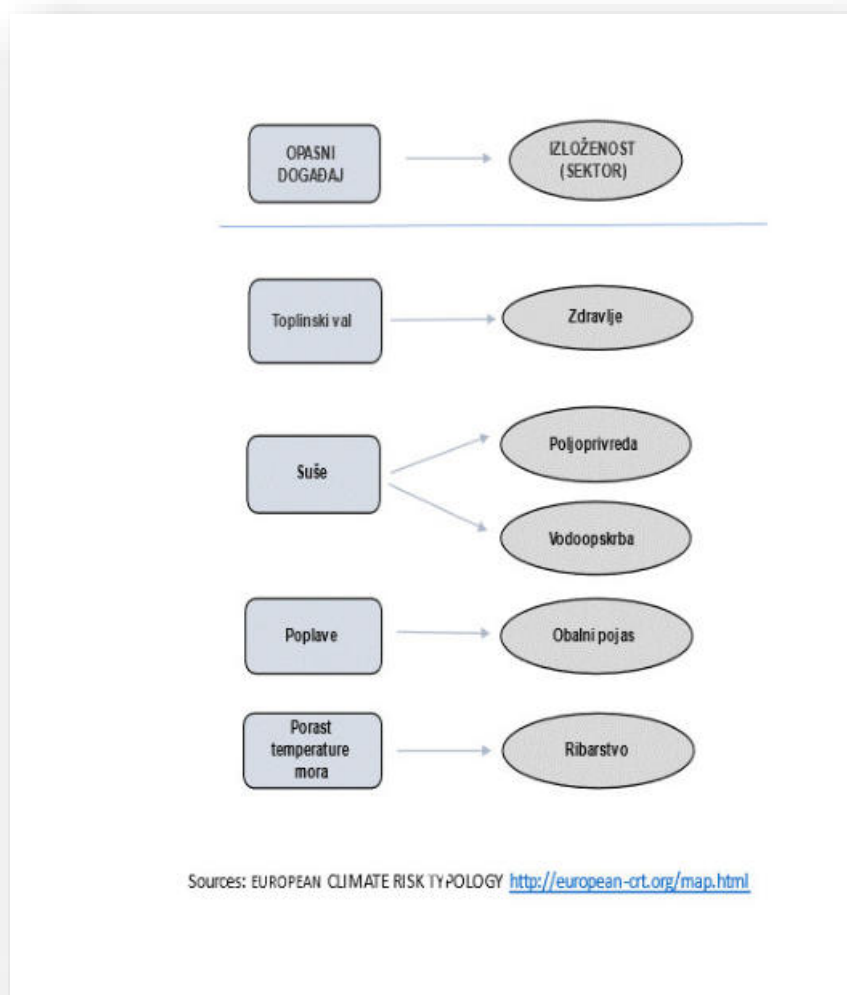 OPASNI
DOGAĐAJ
IZLOŽENOST
(SEKTOR)
Toplinski val
Zdravlje
Suše
Poljoprivreda
Vodoopskrba
Poplave
Obalni pojas
Porast
temperature
mora
Ribarstvo
Sources: EUROPEAN CLIMATE RISK TYPOLOGY http://european-crt.org/map.html